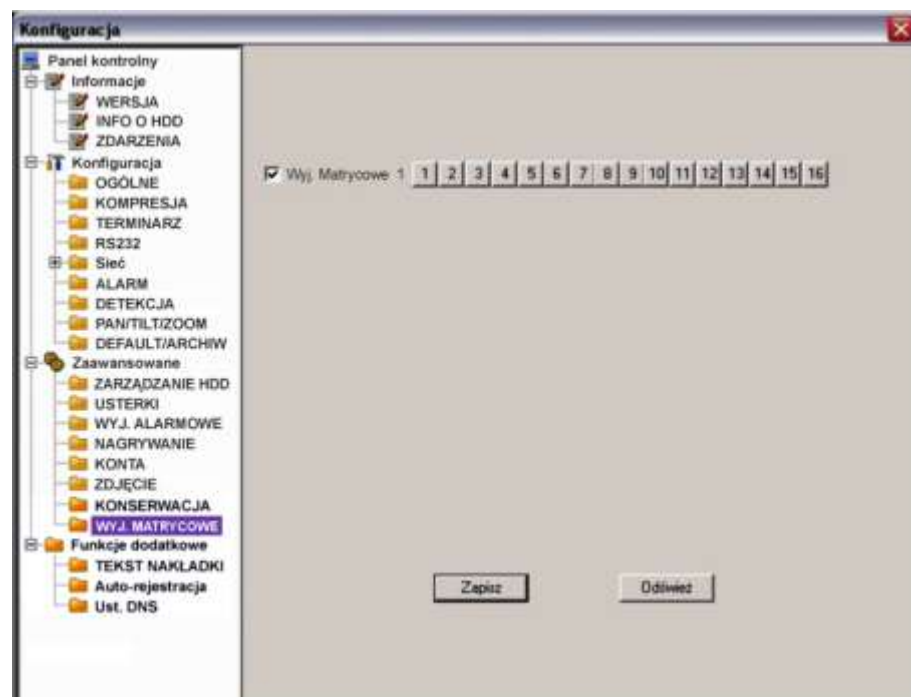 Konfiguracja
Panel kontrolny
Informacje
WERSJA
INFO O HDD
ZDARZENIA
Konfiguracja
OGÓLNE
KOMPRESJA
TERMINARZ
RS232
Sieć
ALARM
DETEKCJA
PAN/TILT/ZOOM
DEFAULT/ARCHIW
Zaawansowane
ZARZĄDZANIE HDD
USTERKI
WYJ. ALARMOWE
NAGRYWANIE
KONTA
ZDJĘCIE
KONSERWACJA
WYJ. MATRYCOWE
Funkcje dodatkowe
TEKST NAKŁADKI
Auto-rejestracja
Ust. DNS
Wyj. Matrycowe 1 1 2 3 4 5 6 7 8 9 10 11 12 13 14 15 16
Zapisz Odśwież